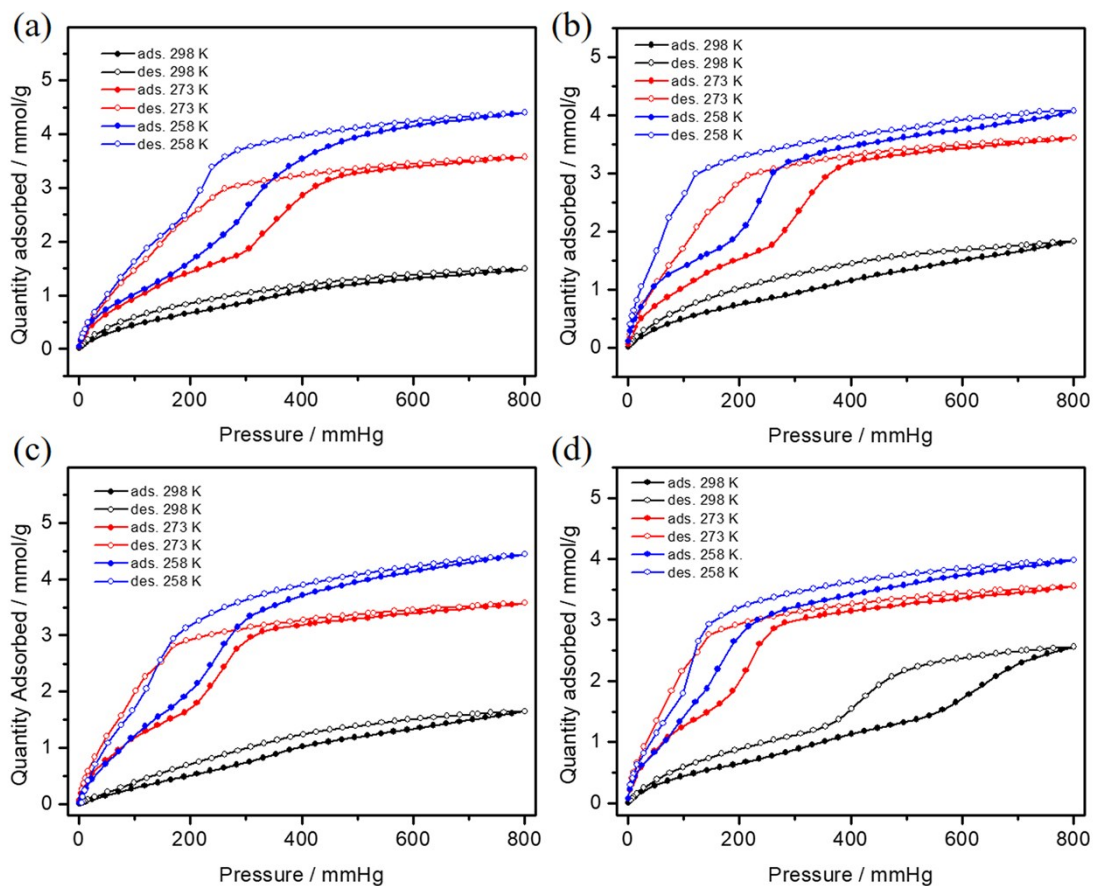 (a)
ads. 298 K
des. 298 K
ads. 273 K
des. 273 K
ads. 258 K
des. 258 K
5
4
3
2
1
0
Quantity adsorbed / mmol/g
0 200 400 600 800
Pressure / mmHg
(b)
ads. 298 K
des. 298 K
ads. 273 K
des. 273 K
ads. 258 K
des. 258 K
5
4
3
2
1
0
Quantity adsorbed / mmol/g
0 200 400 600 800
Pressure / mmHg
(c)
ads. 298 K
des. 298 K
ads. 273 K
des. 273 K
ads. 258 K
des. 258 K
5
4
3
2
1
0
Quantity Adsorbed / mmol/g
0 200 400 600 800
Pressure / mmHg
(d)
ads. 298 K
des. 298 K
ads. 273 K
des. 273 K
ads. 258 K.
des. 258 K
5
4
3
2
1
0
Quantity adsorbed / mmol/g
0 200 400 600 800
Pressure / mmHg